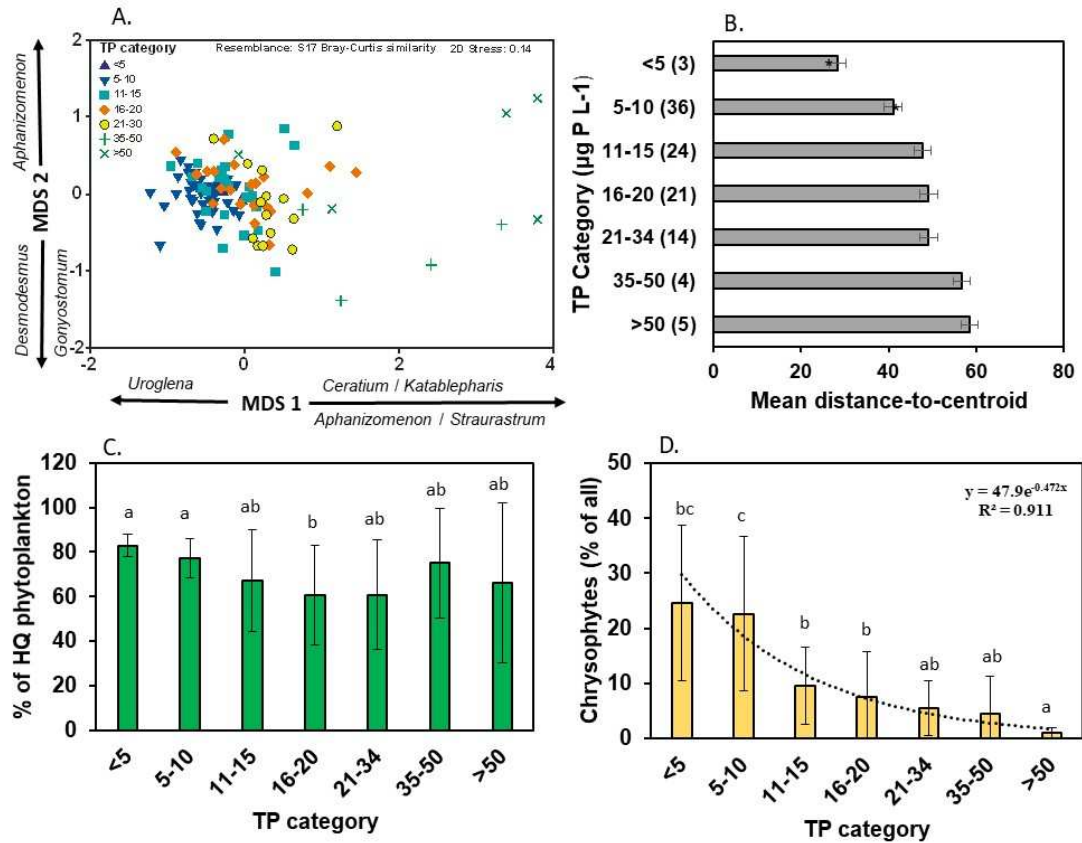 A.
TP category
Resemblance: S17 Bray-Curtis similarity
2D Stress: 0.14
<5
5-10
11-15
16-20
21-30
35-50
>50
2
1
0
-1
-2
-2
0
2
4
Aphanizomenon
MDS 2
Desmodesmus
Gonyostomum
Uroglena
MDS 1
Ceratium / Katablepharis
Aphanizomenon / Straurastrum
B.
TP Category (µg P L-1)
<5 (3)
5-10 (36)
11-15 (24)
16-20 (21)
21-34 (14)
35-50 (4)
>50 (5)
*
*
0
20
40
60
80
Mean distance-to-centroid
C.
% of HQ phytoplankton
120
100
80
60
40
20
0
a
a
ab
b
ab
ab
ab
<5
5-10
11-15
16-20
21-34
35-50
>50
TP category
D.
Chrysophytes (% of all)
50
40
30
20
10
0
y = 47.9e-0.472x
R² = 0.911
bc
c
b
b
ab
ab
a
<5
5-10
11-15
16-20
21-34
35-50
>50
TP category